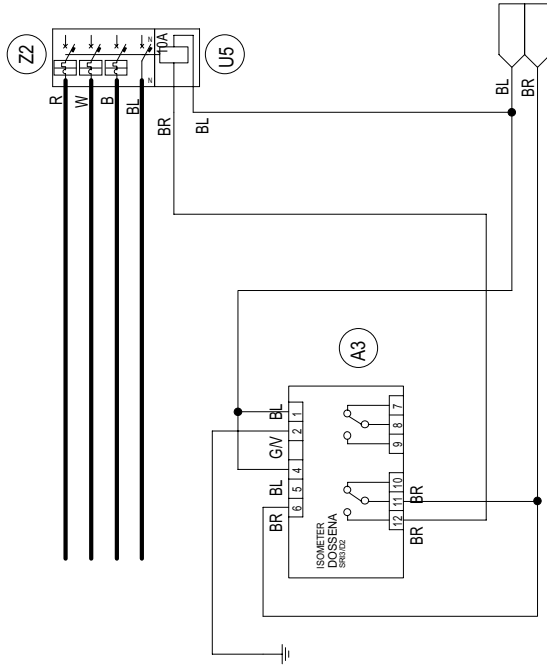 Z2
U5
10A
N
N
R
W
B
BL
BR
BL
BL
BR
A3
BL
G/V
BL
BR
1
2
4
5
6
ISOMETER
DOSSENA
SRI3/D2
7
8
9
10
11
12
BR
BR